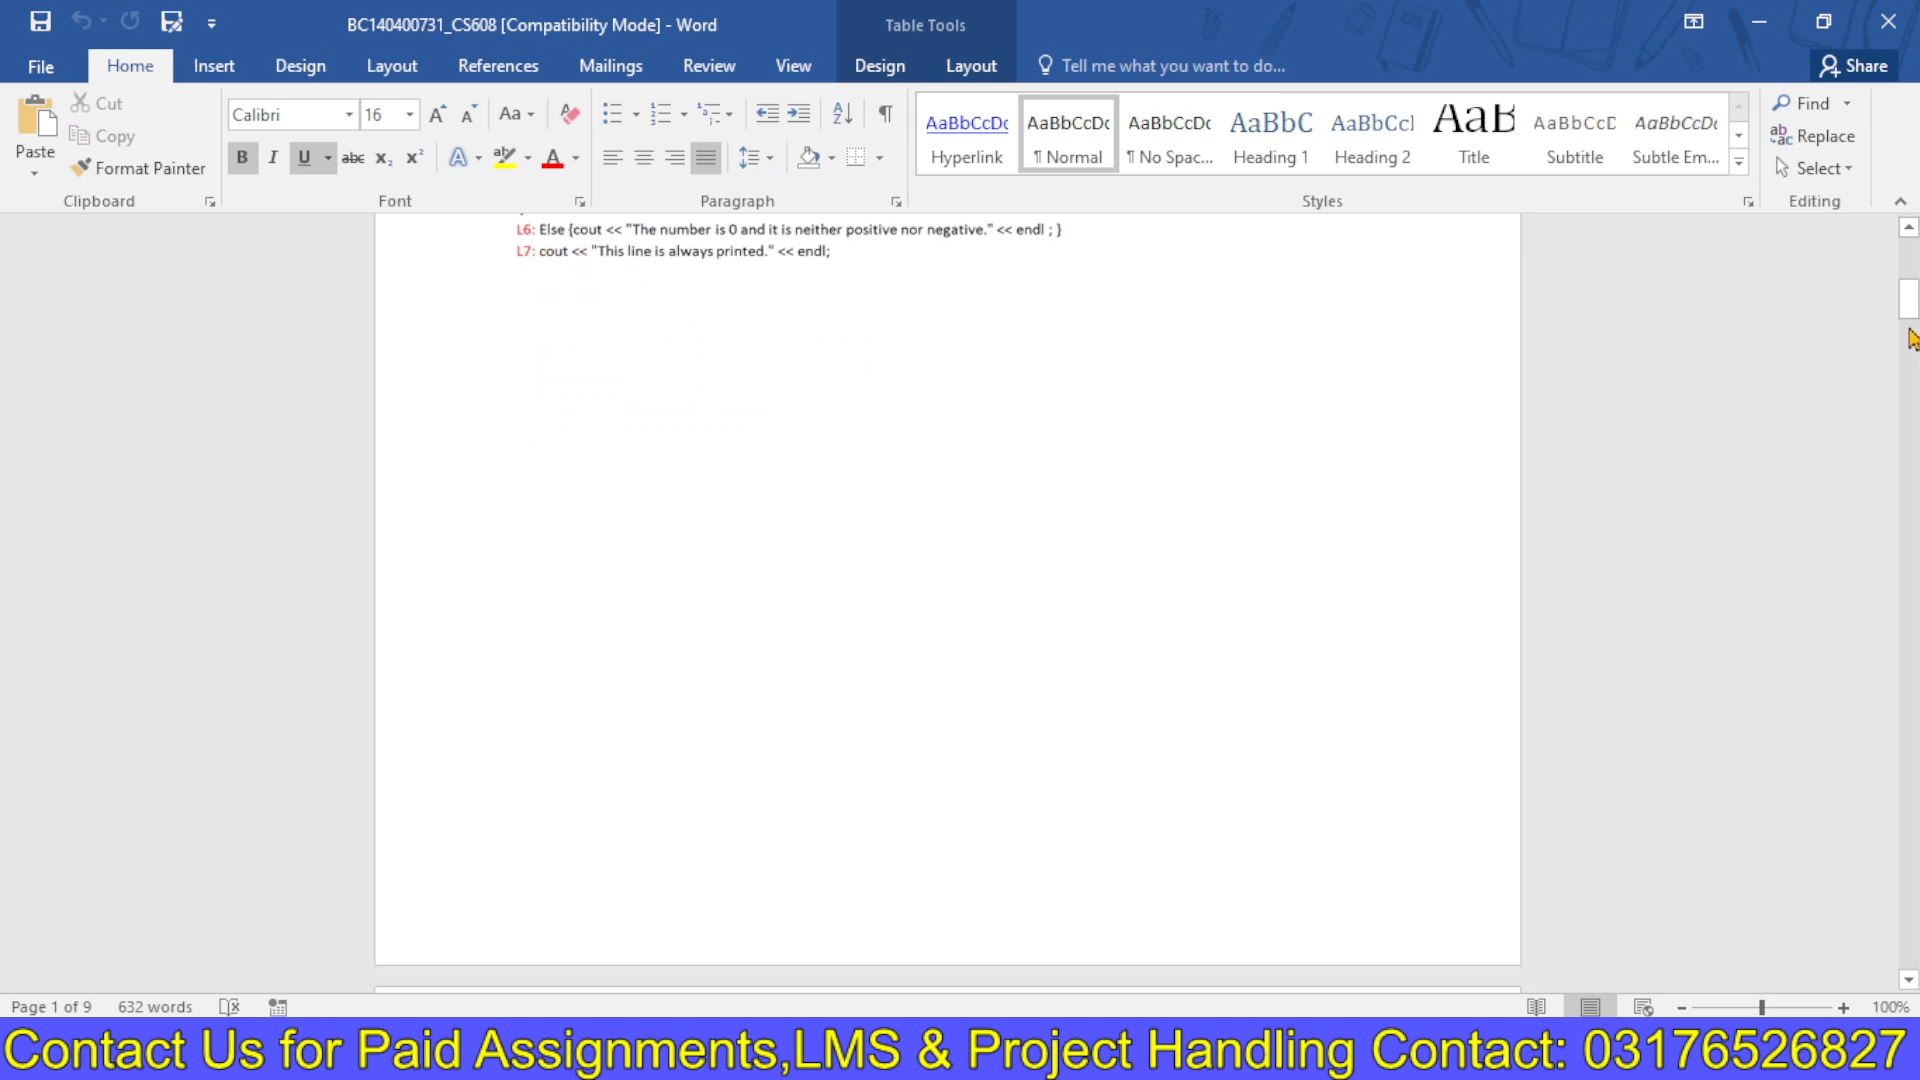 BC140400731_CS608 [Compatibility Mode] - Word
Table Tools
File
Home
Insert
Design
Layout
References
Mailings
Review
View
Design
Layout
Tell me what you want to do...
Share
Paste
Cut
Copy
Format Painter
Clipboard
Calibri
16
Aa
B I U abc x₂ x²
Font
Paragraph
AaBbCcDc
Hyperlink
AaBbCcDc
¶ Normal
AaBbCcDc
¶ No Spac...
AaBbC
Heading 1
AaBbCcl
Heading 2
AaB
Title
AaBbCcD
Subtitle
AaBbCcDc
Subtle Em...
Styles
Find
Replace
Select
Editing
L6: Else {cout << "The number is 0 and it is neither positive nor negative." << endl ; }
L7: cout << "This line is always printed." << endl;
Page 1 of 9
632 words
100%
Contact Us for Paid Assignments,LMS & Project Handling Contact: 03176526827